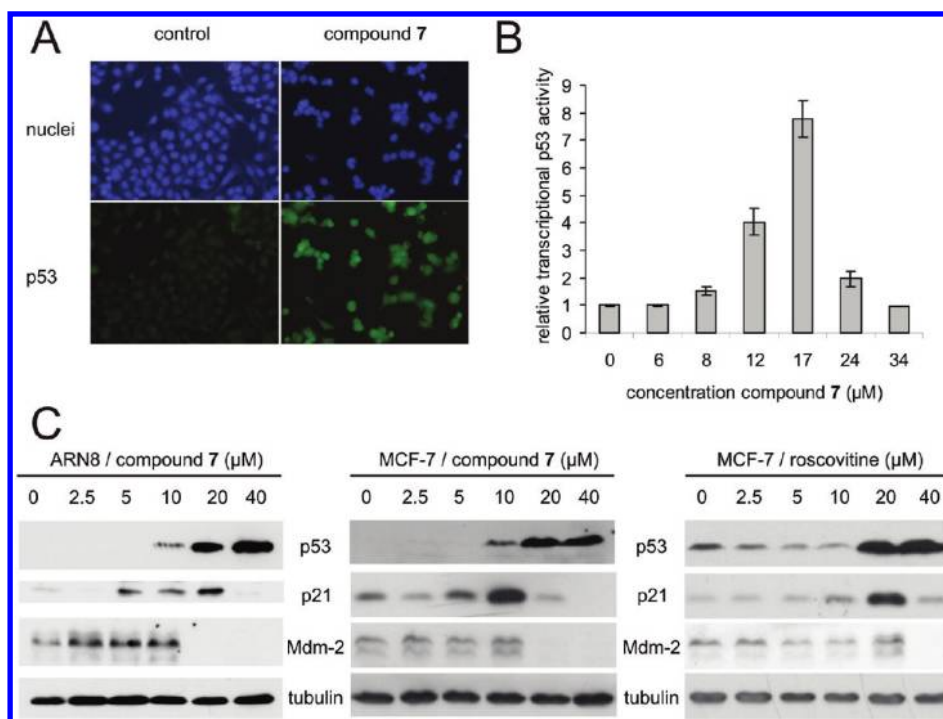 A
control compound 7
nuclei
p53
B
relative transcriptional p53 activity
9
8
7
6
5
4
3
2
1
0
0 6 8 12 17 24 34
concentration compound 7 (µM)
C
ARN8 / compound 7 (µM)
0 2.5 5 10 20 40
MCF-7 / compound 7 (µM)
0 2.5 5 10 20 40
MCF-7 / roscovitine (µM)
0 2.5 5 10 20 40
p53 p53
p21 p21
Mdm-2 Mdm-2
tubulin tubulin